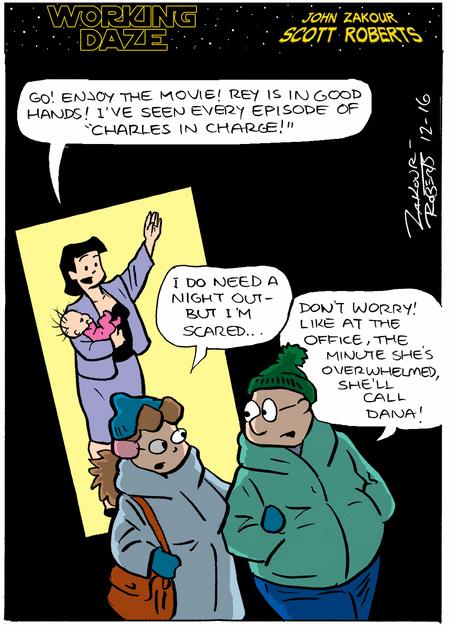 WORKING
DAZE
JOHN ZAKOUR
SCOTT ROBERTS
GO! ENJOY THE MOVIE! REY IS IN GOOD
HANDS! I'VE SEEN EVERY EPISODE OF
"CHARLES IN CHARGE!"
ZAKOUR-
ROBERTS 12-16
I DO NEED A
NIGHT OUT-
BUT I'M
SCARED...
DON'T WORRY!
LIKE AT THE
OFFICE, THE
MINUTE SHE'S
OVERWHELMED,
SHE'LL
CALL
DANA!